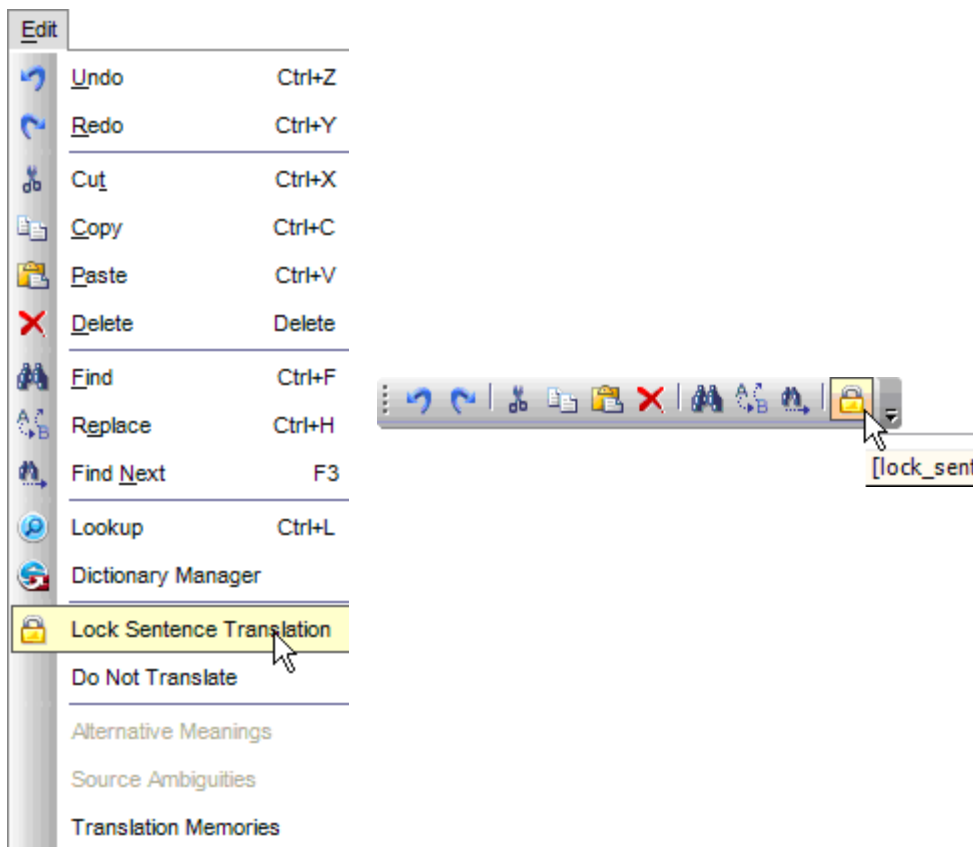 Edit
Undo Ctrl+Z
Redo Ctrl+Y
Cut Ctrl+X
Copy Ctrl+C
Paste Ctrl+V
Delete Delete
Find Ctrl+F
Replace Ctrl+H
Find Next F3
Lookup Ctrl+L
Dictionary Manager
Lock Sentence Translation
Do Not Translate
Alternative Meanings
Source Ambiguities
Translation Memories
[lock_sent